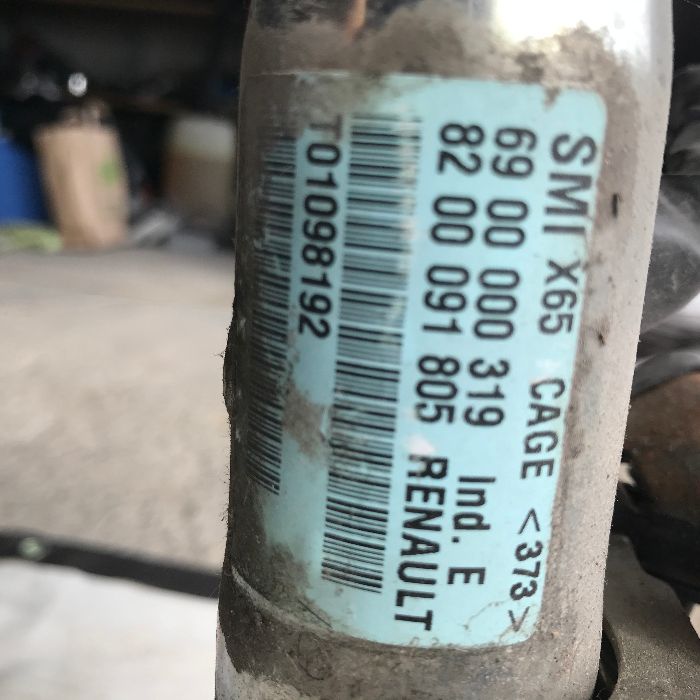 SMI X65 CAGE <373>
69 00 000 319 Ind. E
82 00 091 805 RENAULT
T01098192